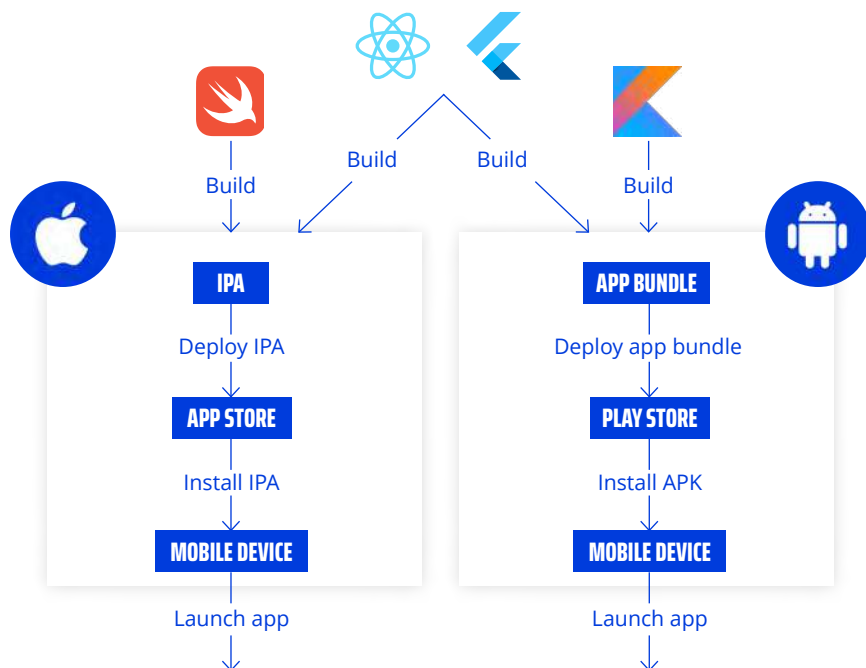 Build
Build
Build
Build
IPA
Deploy IPA
APP STORE
Install IPA
MOBILE DEVICE
Launch app
APP BUNDLE
Deploy app bundle
PLAY STORE
Install APK
MOBILE DEVICE
Launch app